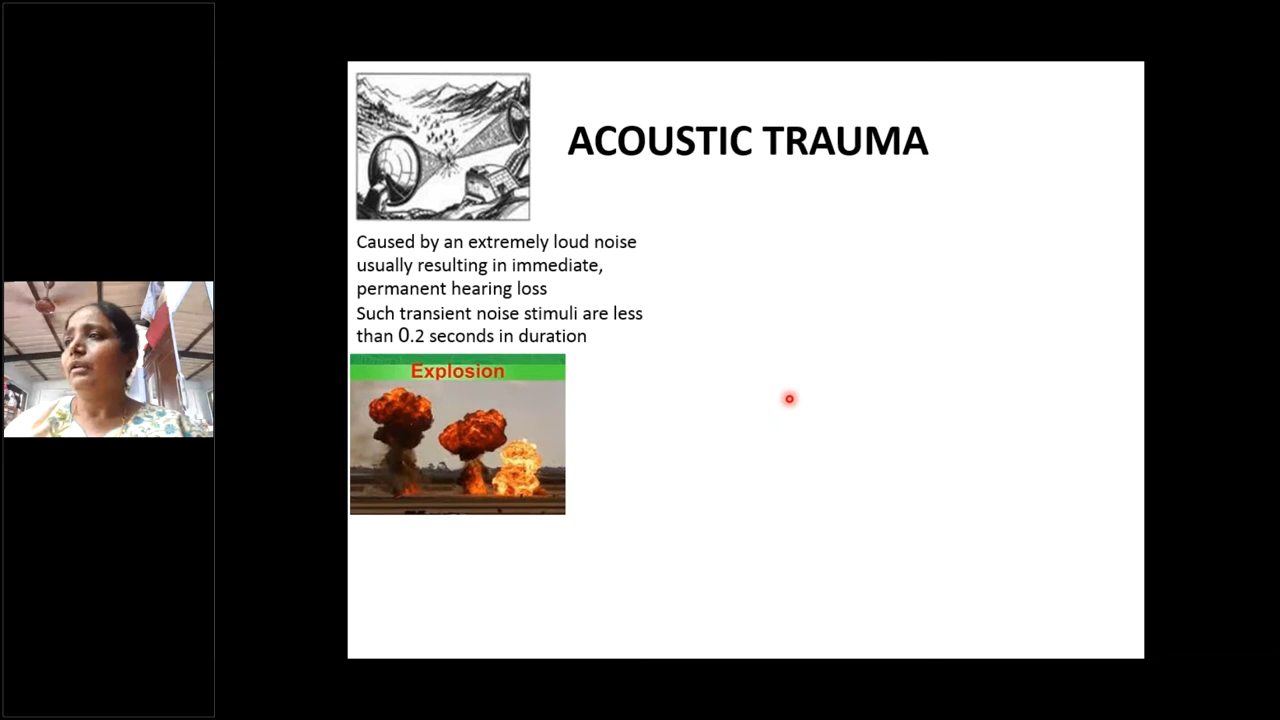 ACOUSTIC TRAUMA
Caused by an extremely loud noise
usually resulting in immediate,
permanent hearing loss
Such transient noise stimuli are less
than 0.2 seconds in duration
Explosion